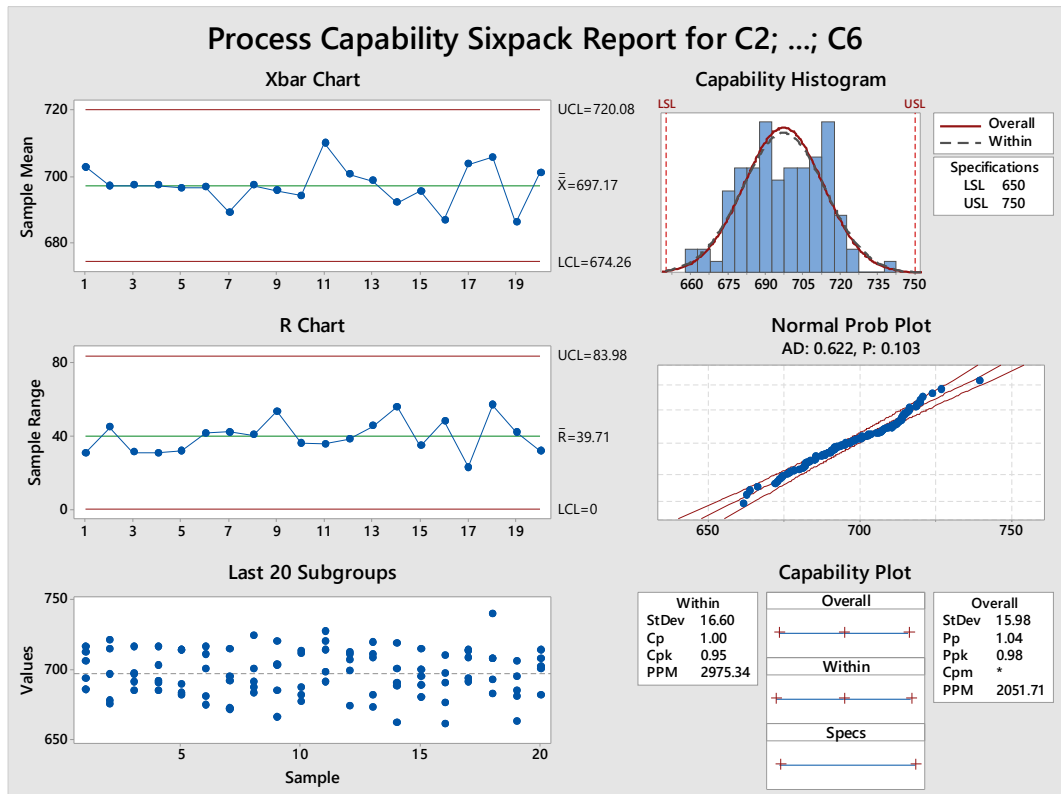 Process Capability Sixpack Report for C2; ...; C6
Xbar Chart
Sample Mean
720
700
680
UCL=720.08
X̿=697.17
LCL=674.26
1 3 5 7 9 11 13 15 17 19
R Chart
Sample Range
80
40
0
UCL=83.98
R̄=39.71
LCL=0
1 3 5 7 9 11 13 15 17 19
Last 20 Subgroups
Values
750
700
650
5 10 15 20
Sample
Capability Histogram
LSL USL
660 675 690 705 720 735 750
Overall
Within
Specifications
LSL 650
USL 750
Normal Prob Plot
AD: 0.622, P: 0.103
650 700 750
Capability Plot
Within
StDev 16.60
Cp 1.00
Cpk 0.95
PPM 2975.34
Overall
Within
Specs
Overall
StDev 15.98
Pp 1.04
Ppk 0.98
Cpm *
PPM 2051.71